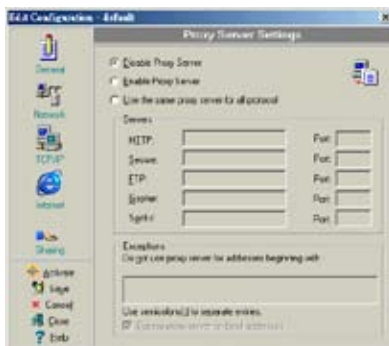 Edit Configuration - default
Proxy Server Settings
General
Network
TCP/IP
Internet
Sharing
Activate
Save
Cancel
Close
Help
Disable Proxy Server
Enable Proxy Server
Use the same proxy server for all protocol
Servers
HTTP: Port:
Secure: Port:
FTP: Port:
Gopher: Port:
Socks: Port:
Exceptions
Do not use proxy server for addresses beginning with
Use semicolon(s) to separate entries.